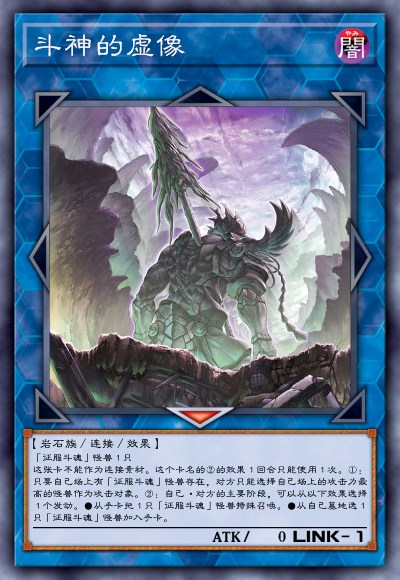 斗神的虚像
やみ
闇
【岩石族／连接／效果】
「征服斗魂」怪兽1只
这张卡不能作为连接素材。这个卡名的②的效果1回合只能使用1次。①：
只要自己场上有「征服斗魂」怪兽存在，对方只能选择自己场上的攻击力最
高的怪兽作为攻击对象。②：自己·对方的主要阶段，可以从以下效果选择
1个发动。●从手卡把1只「征服斗魂」怪兽特殊召唤。●从自己墓地选1
只「征服斗魂」怪兽加入手卡。
ATK/ 0 LINK-1